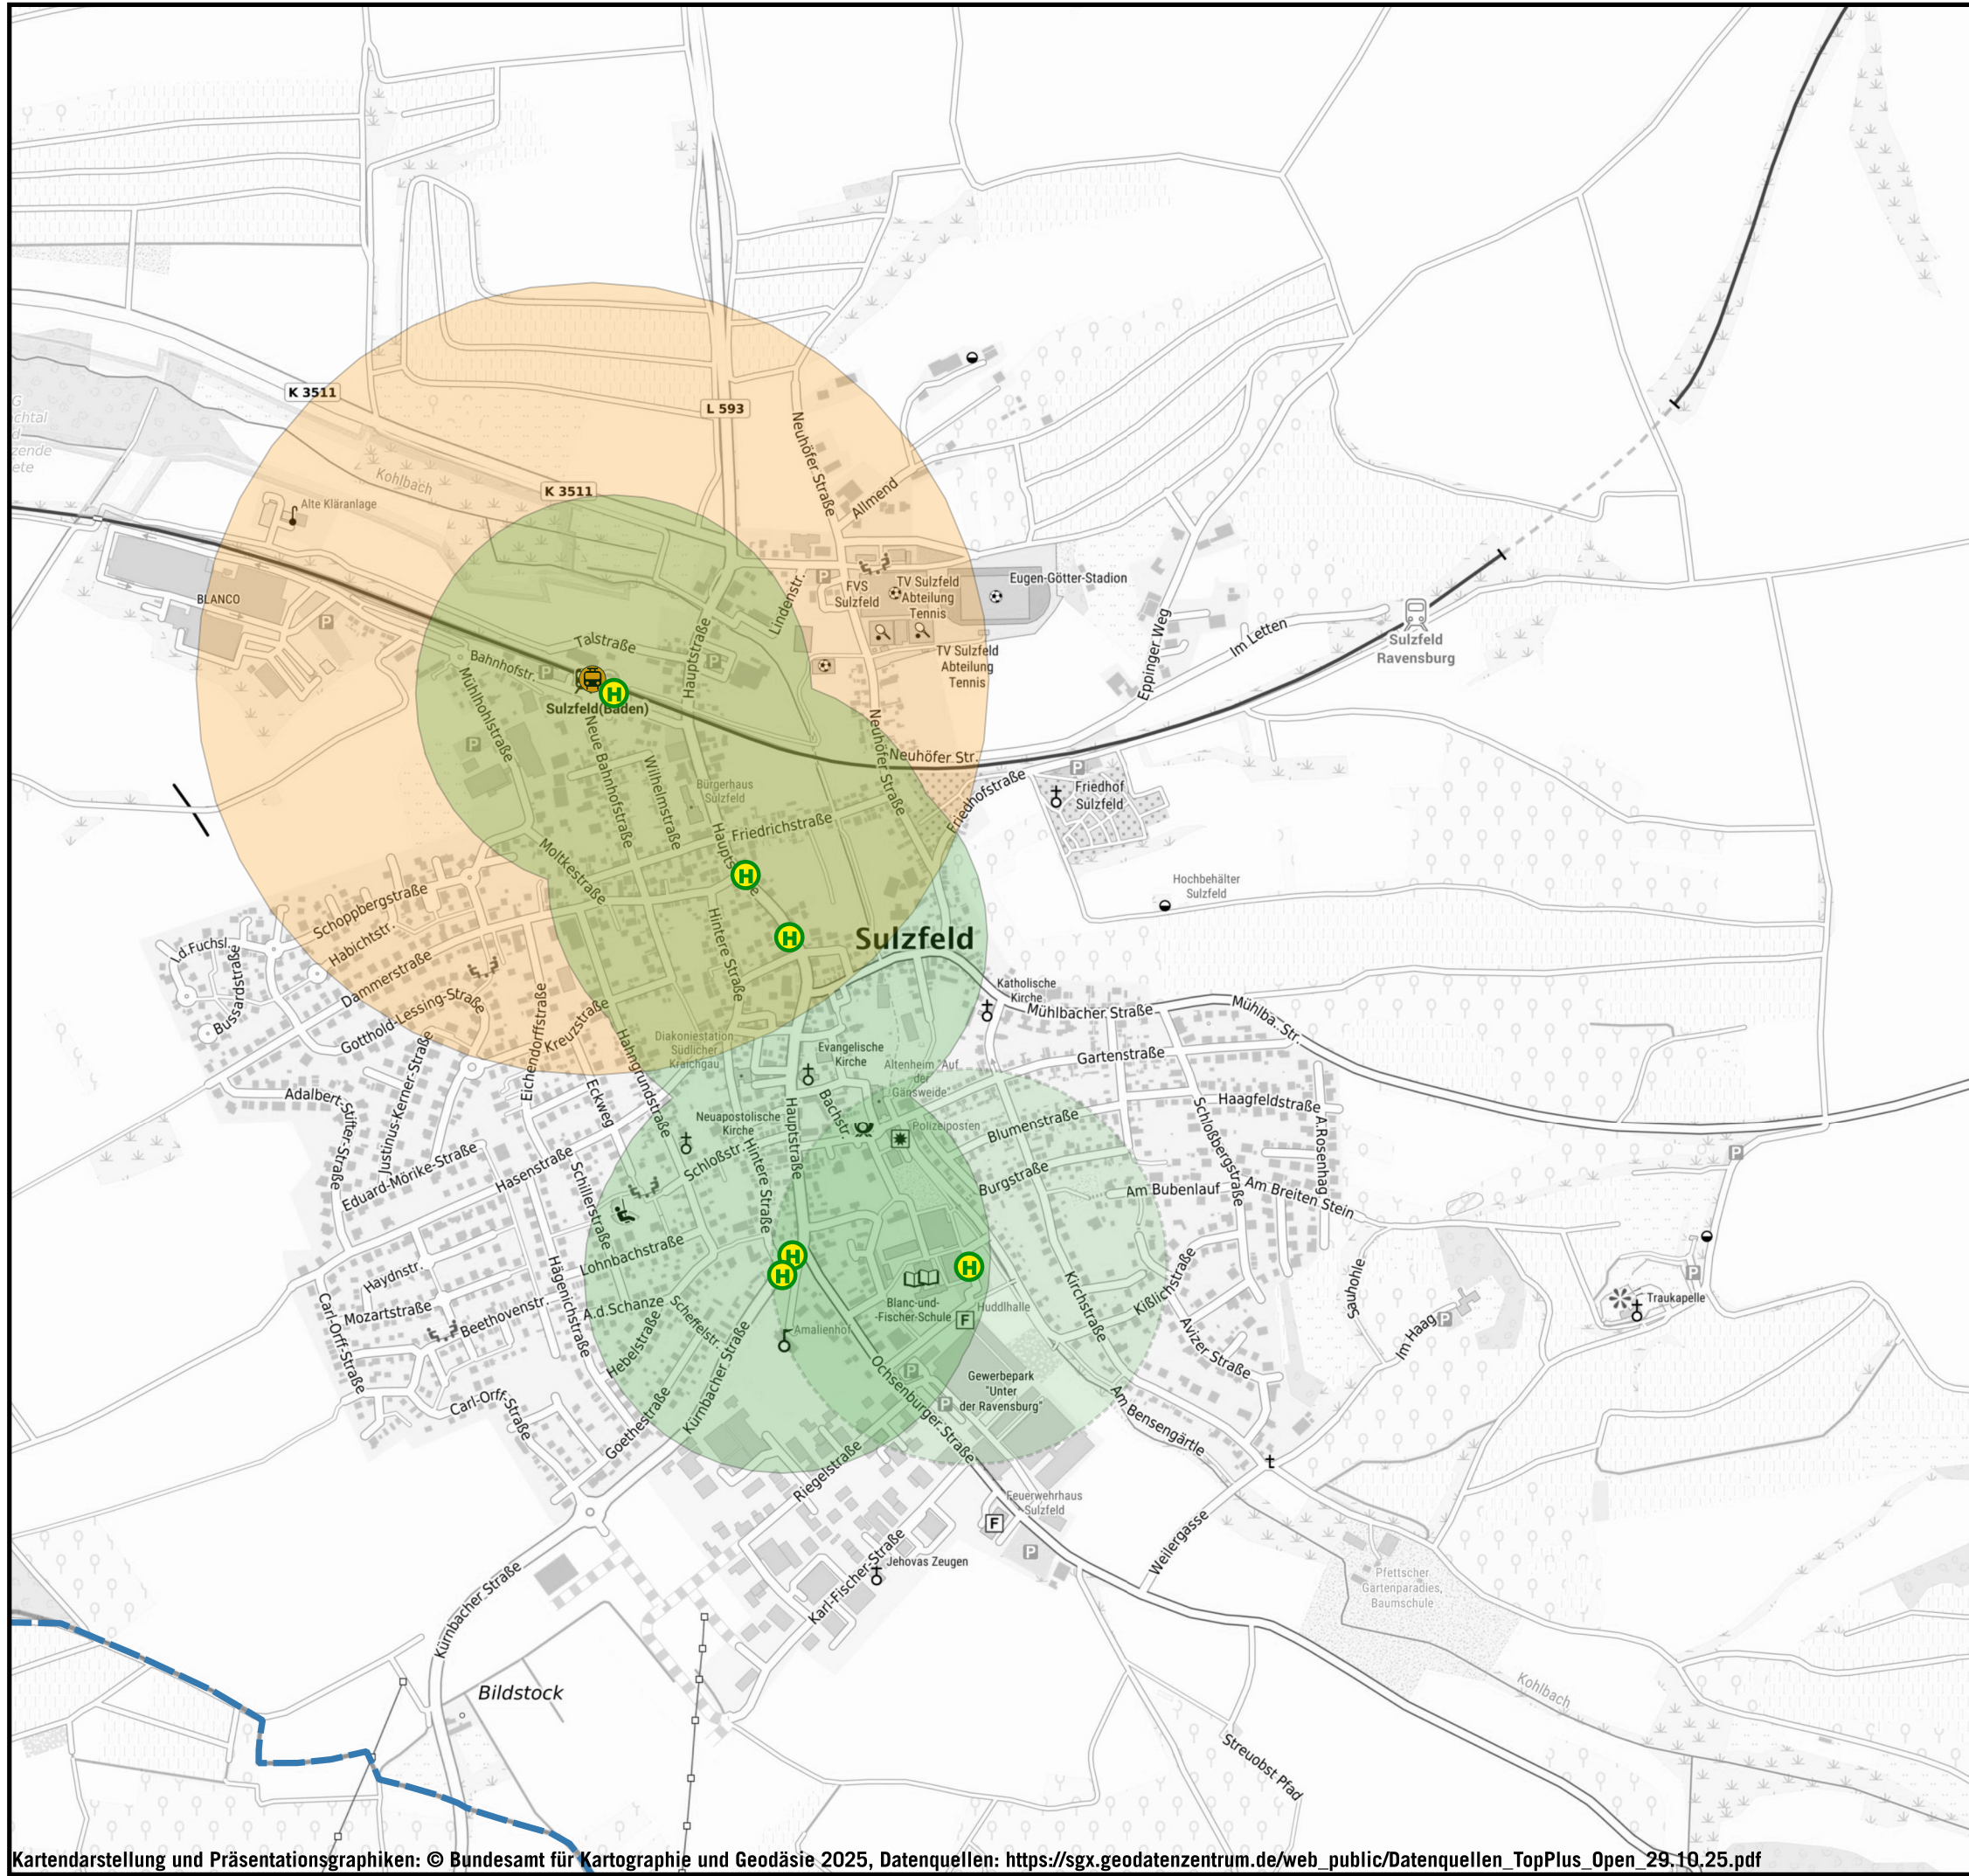 K 3511
L 593
Neuhöfer Straße
Allmend
Kohlbach
K 3511
Alte Kläranlage
BLANCO
P
FVS
Sulzfeld
TV Sulzfeld
Abteilung
Tennis
Eugen-Götter-Stadion
Lindenstr.
Talstraße
Hauptstraße
Bahnhofstr.
Mühlhohlstraße
TV Sulzfeld
Abteilung
Tennis
Eppinger Weg
Im Letten
Sulzfeld
Ravensburg
H
Sulzfeld(Baden)
Neue Bahnhofstraße
Wilhelmstraße
Bürgerhaus
Sulzfeld
Neuhöfer Straße
Neuhöfer Str.
Friedhofstraße
Friedhof
Sulzfeld
Friedrichstraße
Moltkestraße
H
Hochbehälter
Sulzfeld
Schoppbergstraße
Habichtstr.
Hintere Straße
H
Sulzfeld
Bussardstraße
Dammerstraße
Gotthold-Lessing-Straße
Katholische
Kirche
Mühlbacher Straße
Mühlba. Str.
Eichendorffstraße
Kreuzstraße
Hahngrundstraße
Diakoniestation
Südlicher
Kraichgau
Evangelische
Kirche
Altenheim "Auf
der
Gänsweide"
Gartenstraße
Adalbert-Stifter-Straße
Justinus-Kerner-Straße
Eckweg
Neuapostolische
Kirche
Hauptstraße
Bachstr.
Polizeiposten
Blumenstraße
Schloßbergstraße
Haagfeldstraße
A.Rosenhag
Eduard-Mörike-Straße
Hasenstraße
Schillerstraße
Schloßstr.
Hintere Straße
Burgstraße
Am Bubenlauf
Am Breiten Stein
Lohnbachstraße
H
H
H
Haydnstr.
Mozartstraße
Beethovenstr.
Carl-Orff-Straße
Hägenichstraße
A.d.Schanze
Scheffelstr.
Hebelstraße
Amalienhof
Blanc-und-
-Fischer-Schule
Huddlhalle
F
Kirchstraße
Kißlichstraße
Sauhohle
Traukapelle
Im Haag
Avizer Straße
Carl-Orff-Straße
Goethestraße
Kürnbacher Straße
Ochsenburger Straße
Gewerbepark
"Unter
der Ravensburg"
Am Bensengärtle
Riegelstraße
Feuerwehrhaus
Sulzfeld
F
Weilergasse
Karl-Fischer-Straße
Jehovas Zeugen
Pfettscher
Gartenparadies,
Baumschule
Kürnbacher Straße
Bildstock
Kohlbach
Streuobst Pfad
Kartendarstellung und Präsentationsgraphiken: © Bundesamt für Kartographie und Geodäsie 2025, Datenquellen: https://sgx.geodatenzentrum.de/web_public/Datenquellen_TopPlus_Open_29.10.25.pdf